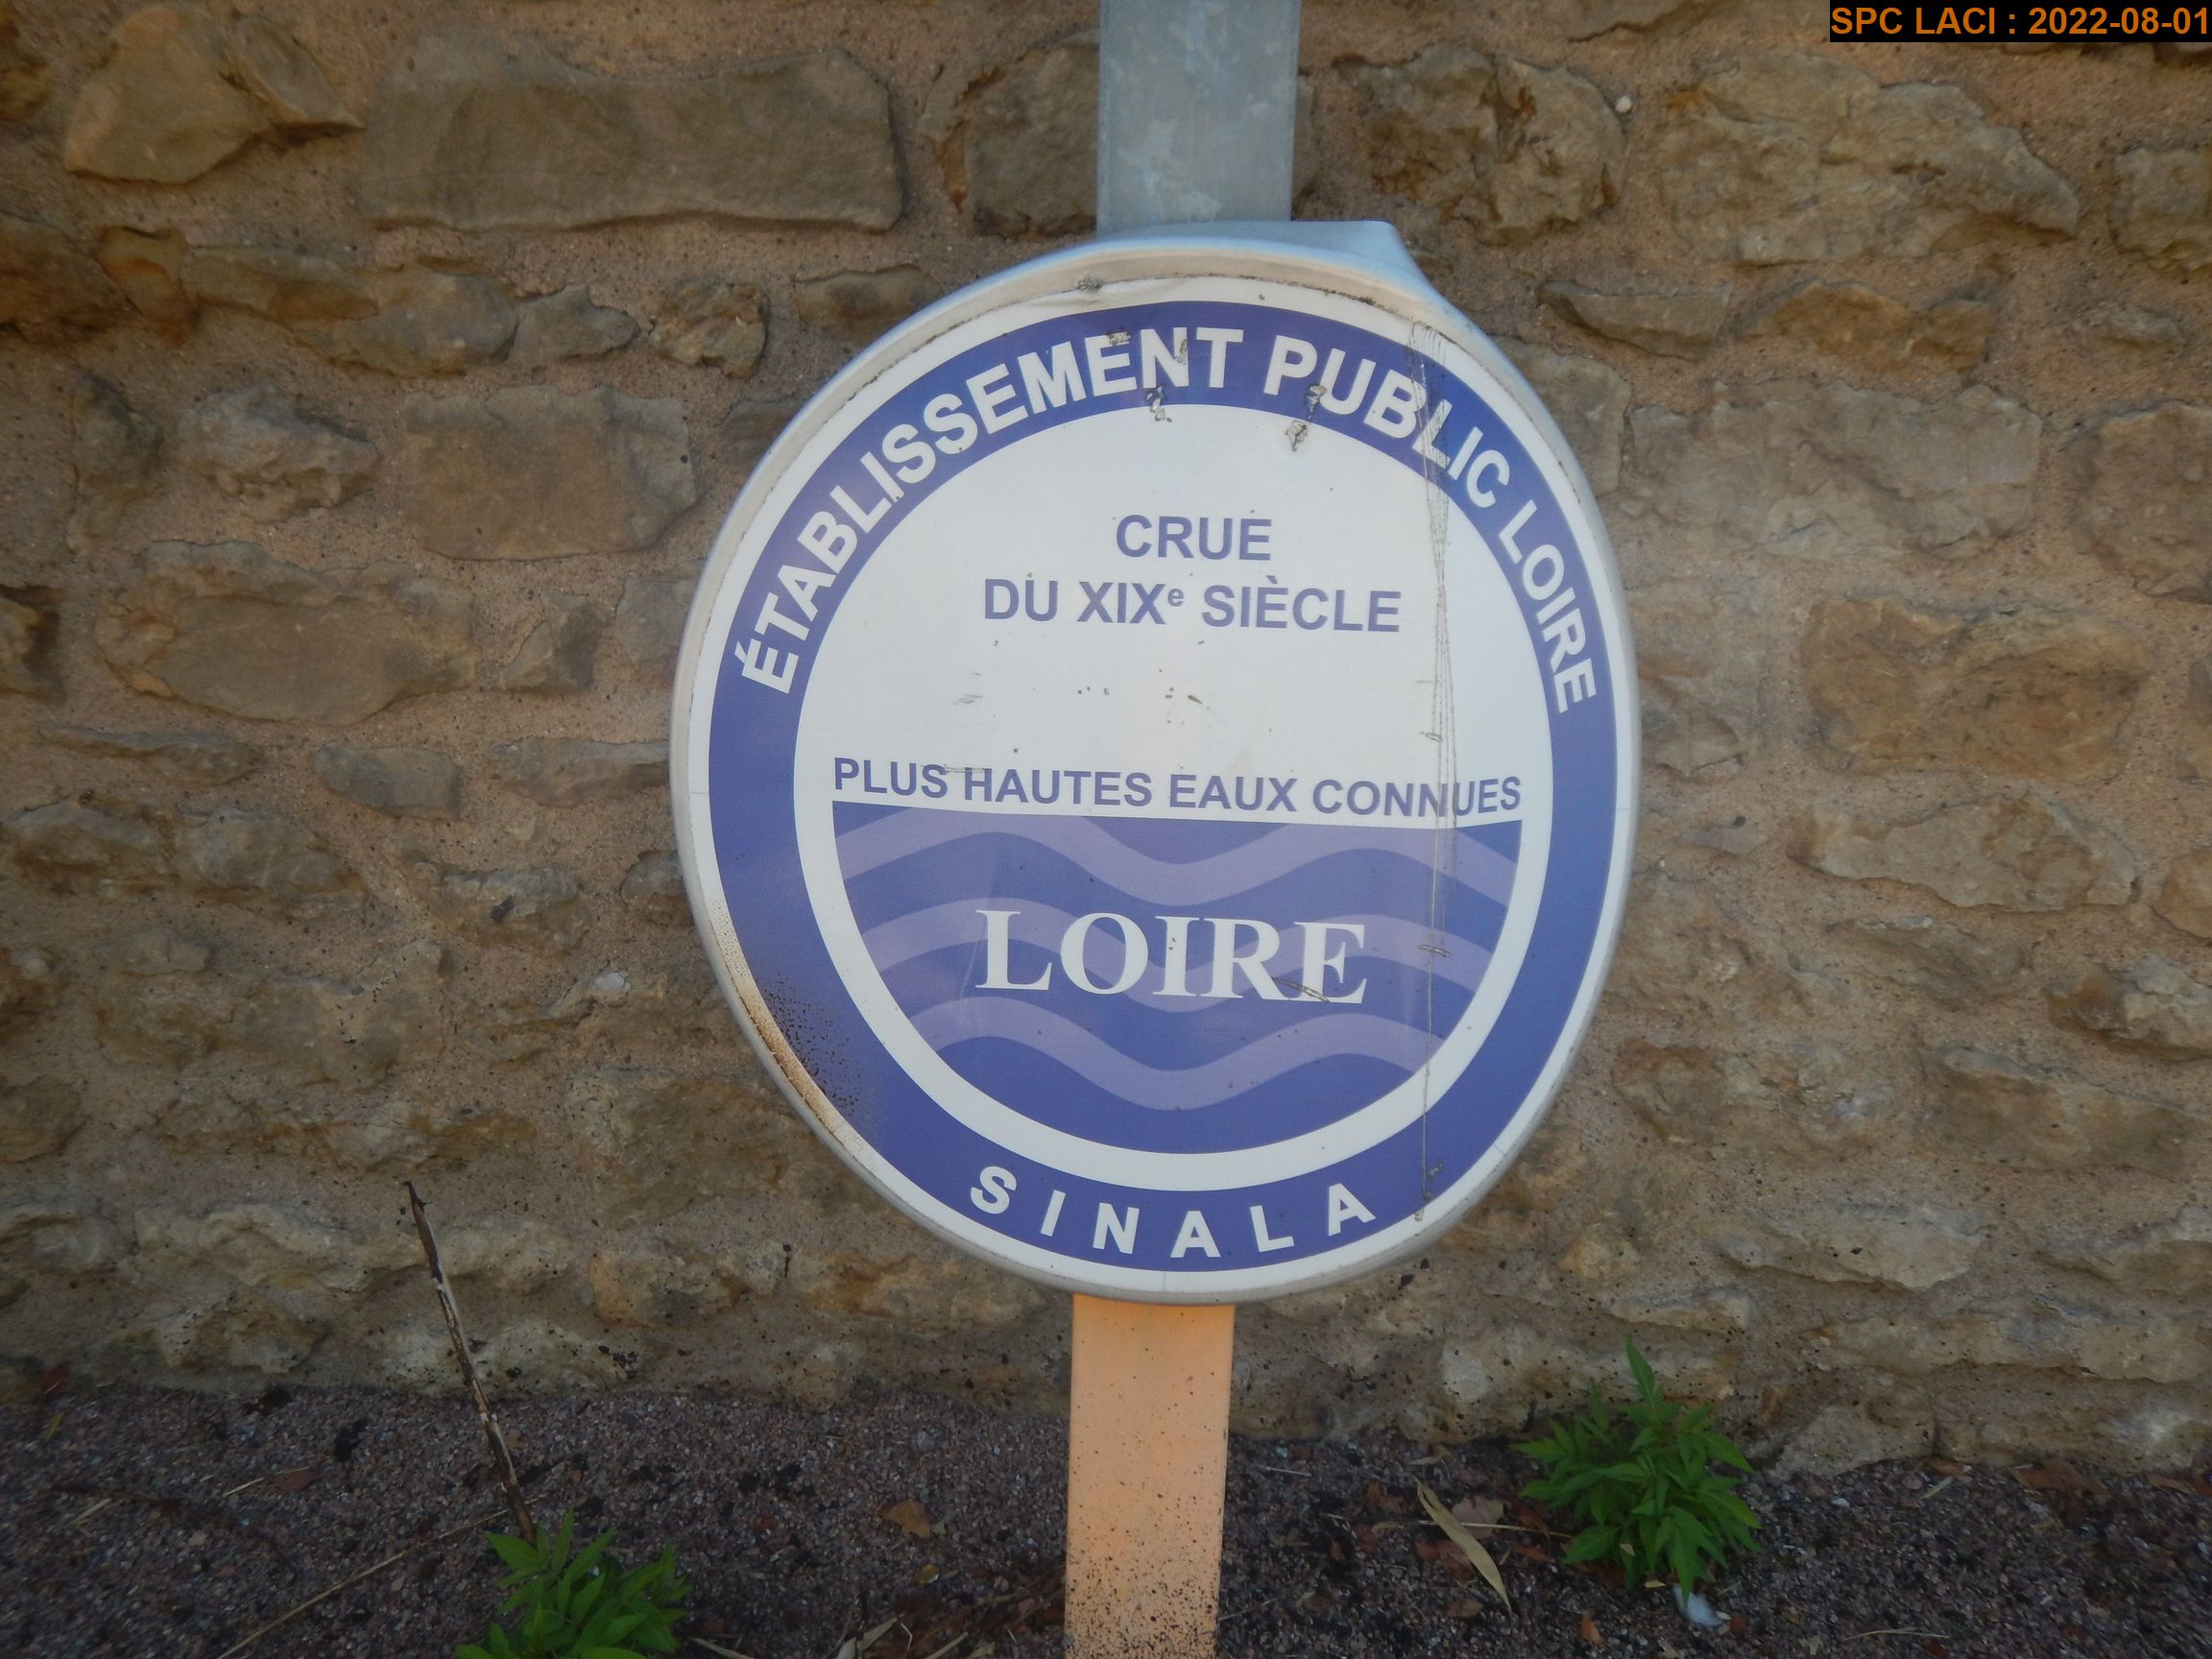 SPC LACI : 2022-08-01
ÉTABLISSEMENT PUBLIC LOIRE
CRUE
DU XIXe SIÈCLE
PLUS HAUTES EAUX CONNUES
LOIRE
SINALA